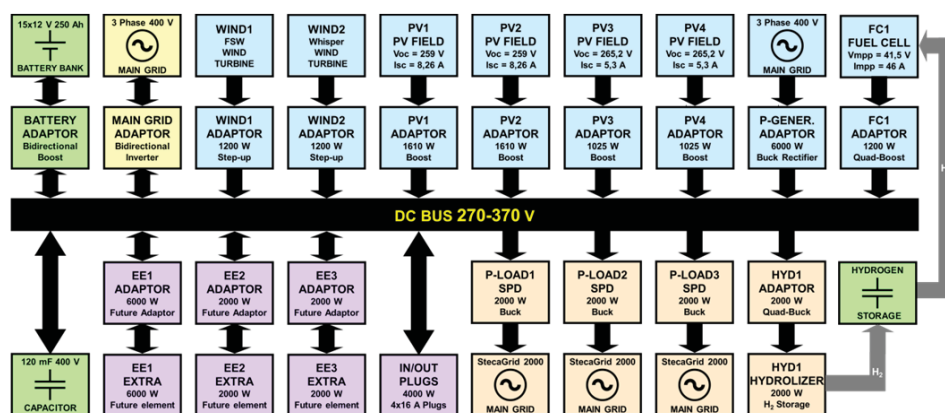 15x12 V 250 Ah
BATTERY BANK
3 Phase 400 V
MAIN GRID
WIND1
FSW
WIND
TURBINE
WIND2
Whisper
WIND
TURBINE
PV1
PV FIELD
Voc = 259 V
Isc = 8,26 A
PV2
PV FIELD
Voc = 259 V
Isc = 8,26 A
PV3
PV FIELD
Voc = 265,2 V
Isc = 5,3 A
PV4
PV FIELD
Voc = 265,2 V
Isc = 5,3 A
3 Phase 400 V
MAIN GRID
FC1
FUEL CELL
Vmpp = 41,5 V
Impp = 46 A
BATTERY
ADAPTOR
Bidirectional
Boost
MAIN GRID
ADAPTOR
Bidirectional
Inverter
WIND1
ADAPTOR
1200 W
Step-up
WIND2
ADAPTOR
1200 W
Step-up
PV1
ADAPTOR
1610 W
Boost
PV2
ADAPTOR
1610 W
Boost
PV3
ADAPTOR
1025 W
Boost
PV4
ADAPTOR
1025 W
Boost
P-GENER.
ADAPTOR
6000 W
Buck Rectifier
FC1
ADAPTOR
1200 W
Quad-Boost
DC BUS 270-370 V
EE1
ADAPTOR
6000 W
Future Adaptor
EE2
ADAPTOR
2000 W
Future Adaptor
EE3
ADAPTOR
2000 W
Future Adaptor
P-LOAD1
SPD
2000 W
Buck
P-LOAD2
SPD
2000 W
Buck
P-LOAD3
SPD
2000 W
Buck
HYD1
ADAPTOR
2000 W
Quad-Buck
HYDROGEN
STORAGE
120 mF 400 V
CAPACITOR
EE1
EXTRA
6000 W
Future element
EE2
EXTRA
2000 W
Future element
EE3
EXTRA
2000 W
Future element
IN/OUT
PLUGS
4000 W
4x16 A Plugs
StecaGrid 2000
MAIN GRID
StecaGrid 2000
MAIN GRID
StecaGrid 2000
MAIN GRID
HYD1
HYDROLIZER
2000 W
H₂ Storage
H₂